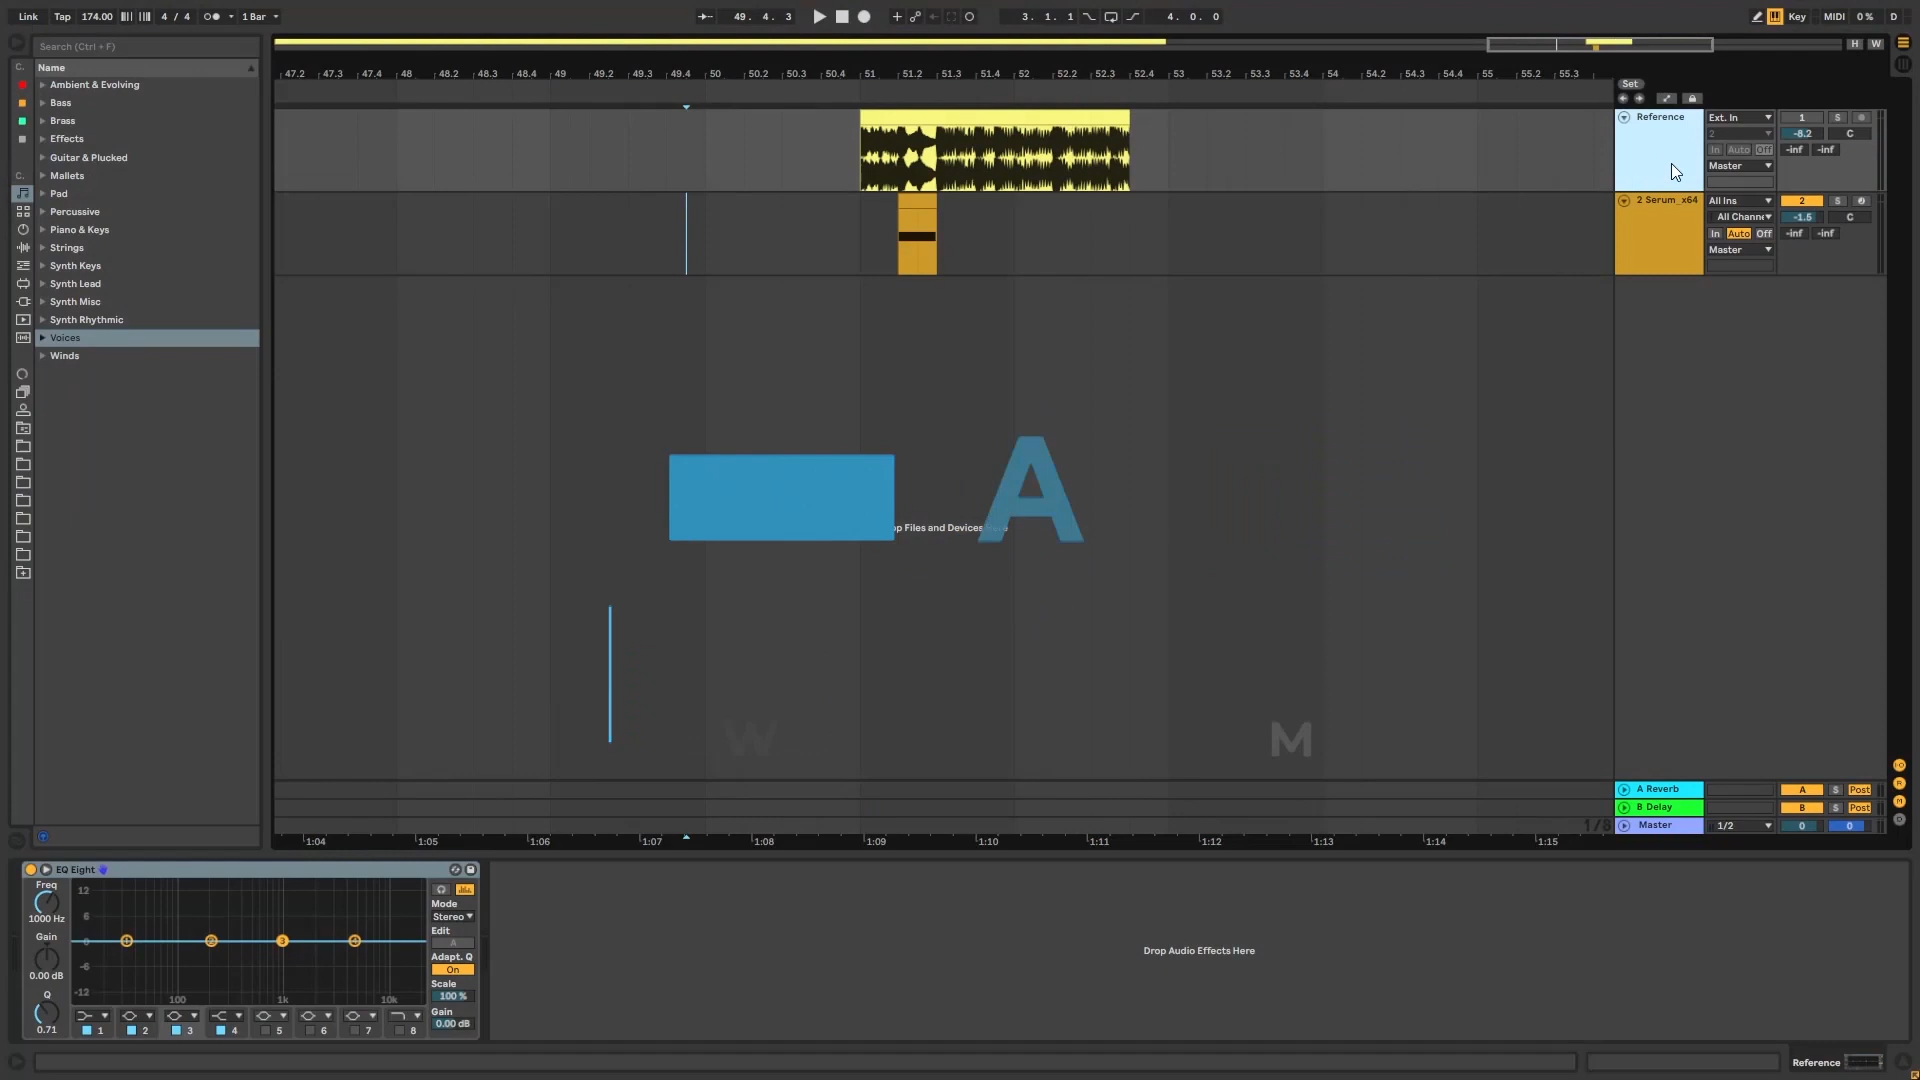 Link Tap 174.00 4 / 4 1 Bar 49. 4. 3 3. 1. 1 4. 0. 0 Key MIDI 0 % D
Search (Ctrl + F)
H W
C. Name
47.2 47.3 47.4 48 48.2 48.3 48.4 49 49.2 49.3 49.4 50 50.2 50.3 50.4 51 51.2 51.3 51.4 52 52.2 52.3 52.4 53 53.2 53.3 53.4 54 54.2 54.3 54.4 55 55.2 55.3
Set
Ambient & Evolving
Bass
Brass
Effects
Guitar & Plucked
Mallets
C.
Pad
Percussive
Piano & Keys
Strings
Synth Keys
Synth Lead
Synth Misc
Synth Rhythmic
Voices
Winds
Reference Ext. In 1 S
2 -8.2 C
In Auto Off -inf -inf
Master
2 Serum_x64 All Ins 2 S
All Channe -1.5 C
In Auto Off -inf -inf
Master
A
op Files and Devices
W M
A Reverb A S Post
B Delay B S Post
1/8 Master 1/2 0 0
1:04 1:05 1:06 1:07 1:08 1:09 1:10 1:11 1:12 1:13 1:14 1:15
EQ Eight
Freq
1000 Hz
Gain
0.00 dB
Q
0.71
12
6
0
-6
-12
100 1k 10k
1 2 3 4
1 2 3 4 5 6 7 8
Mode
Stereo
Edit
A
Adapt. Q
On
Scale
100 %
Gain
0.00 dB
Drop Audio Effects Here
Reference